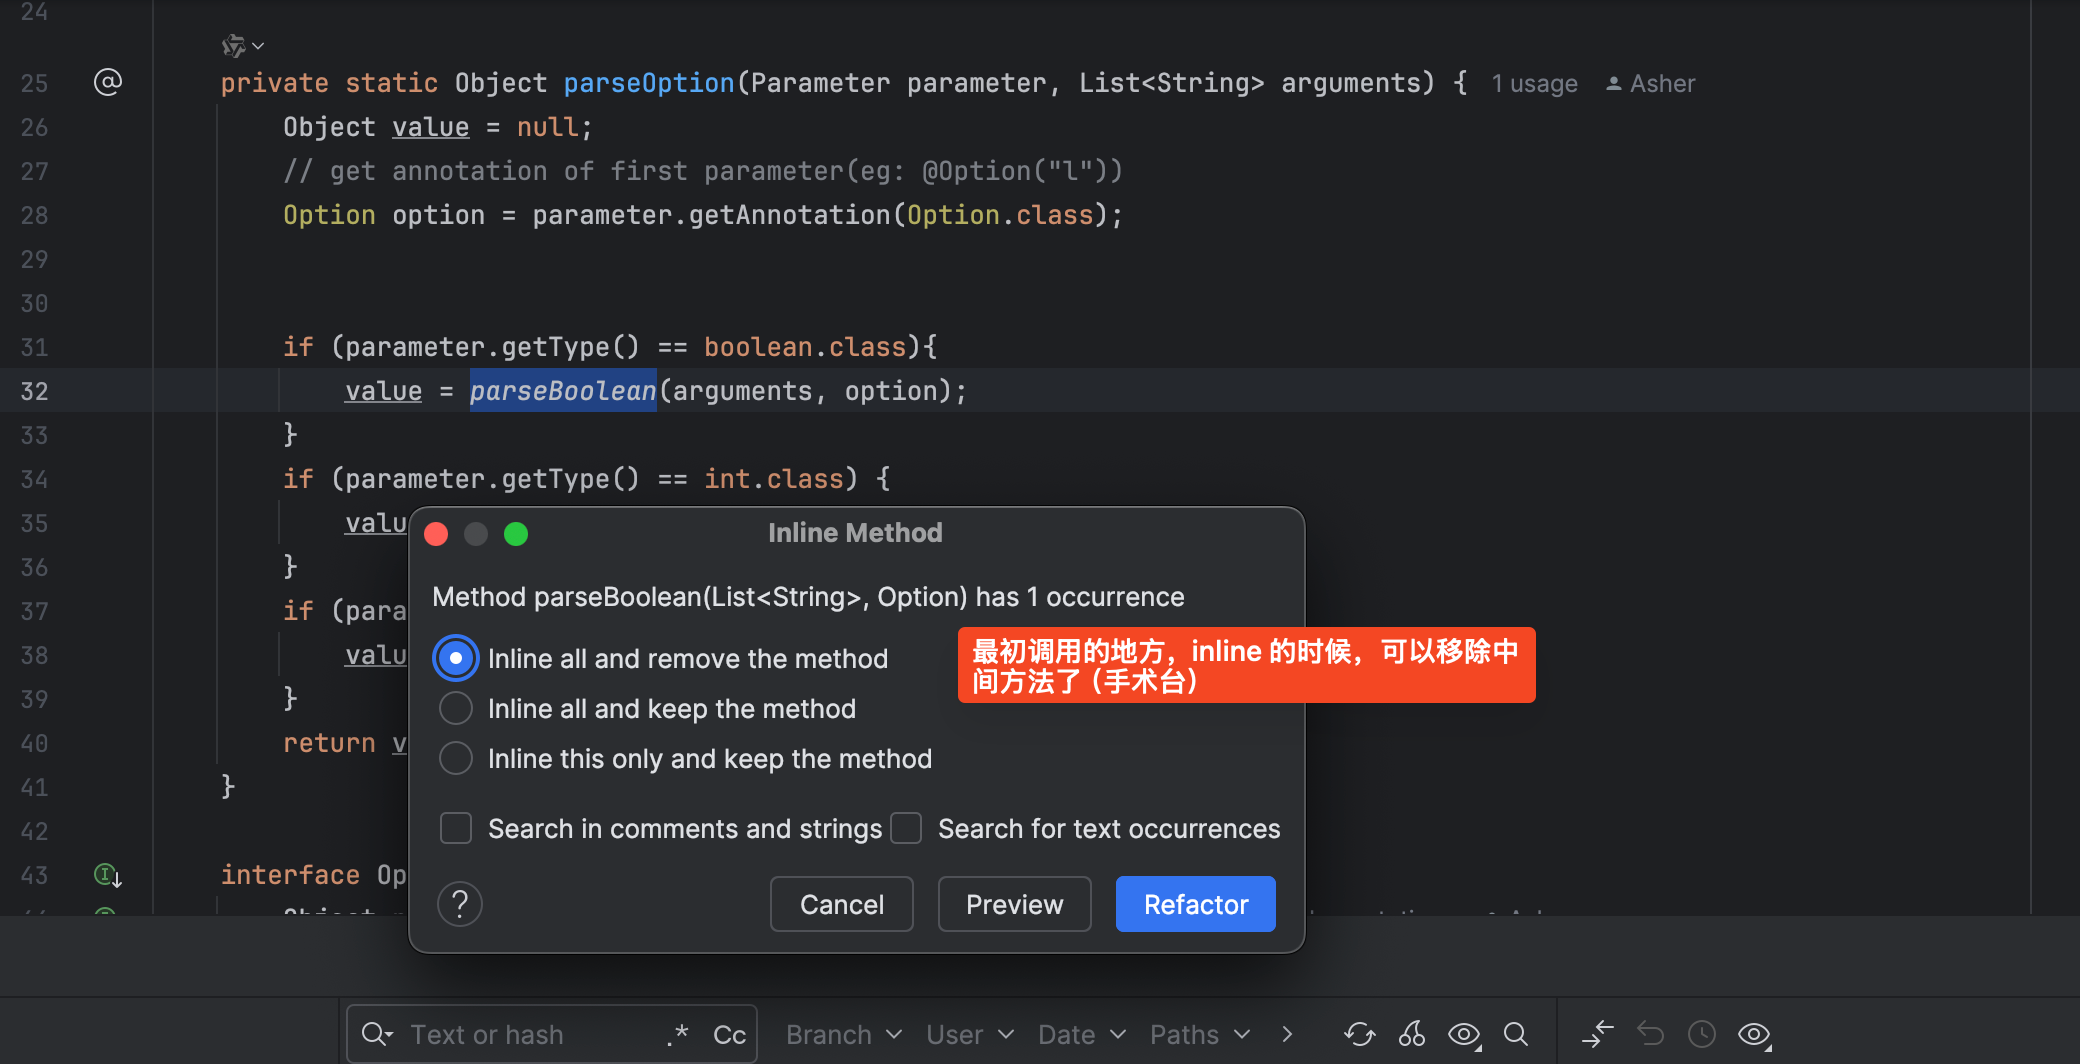 24
25 private static Object parseOption(Parameter parameter, List<String> arguments) { 1 usage Asher
26 Object value = null;
27 // get annotation of first parameter(eg: @Option("l"))
28 Option option = parameter.getAnnotation(Option.class);
29
30
31 if (parameter.getType() == boolean.class){
32 value = parseBoolean(arguments, option);
33 }
34 if (parameter.getType() == int.class) {
35 valu
36 }
37 if (para
38 valu
39 }
40 return v
41 }
42
43 interface Op
Inline Method
Method parseBoolean(List<String>, Option) has 1 occurrence
Inline all and remove the method
Inline all and keep the method
Inline this only and keep the method
最初调用的地方，inline 的时候，可以移除中
间方法了（手术台）
Search in comments and strings Search for text occurrences
? Cancel Preview Refactor
Text or hash .* Cc Branch User Date Paths